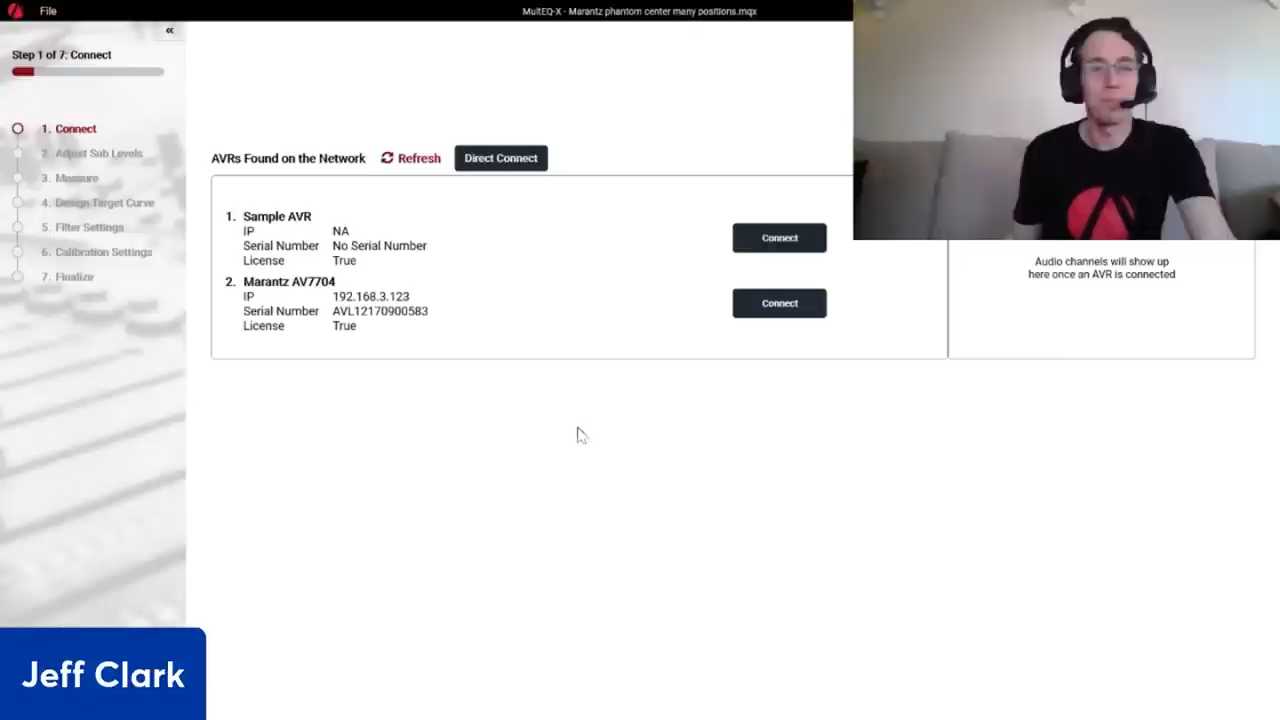 File
MultEQ-X - Marantz phantom center many positions.mqx
«
Step 1 of 7: Connect
1. Connect
2. Adjust Sub Levels
3. Measure
4. Design Target Curve
5. Filter Settings
6. Calibration Settings
7. Finalize
AVRs Found on the Network Refresh Direct Connect
1. Sample AVR
IP NA
Serial Number No Serial Number
License True
Connect
2. Marantz AV7704
IP 192.168.3.123
Serial Number AVL12170900583
License True
Connect
Audio channels will show up
here once an AVR is connected
Jeff Clark